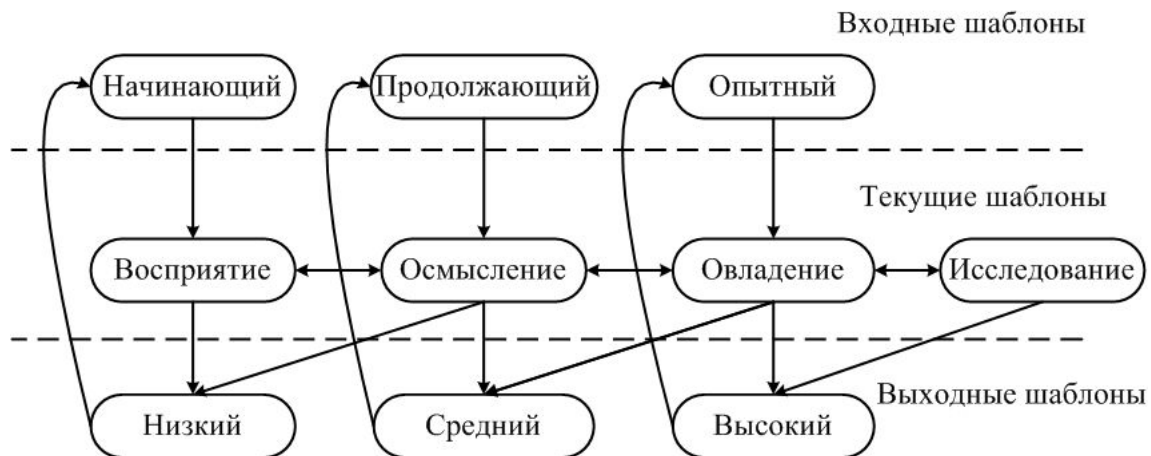 Входные шаблоны
Начинающий
Продолжающий
Опытный
Текущие шаблоны
Восприятие
Осмысление
Овладение
Исследование
Выходные шаблоны
Низкий
Средний
Высокий